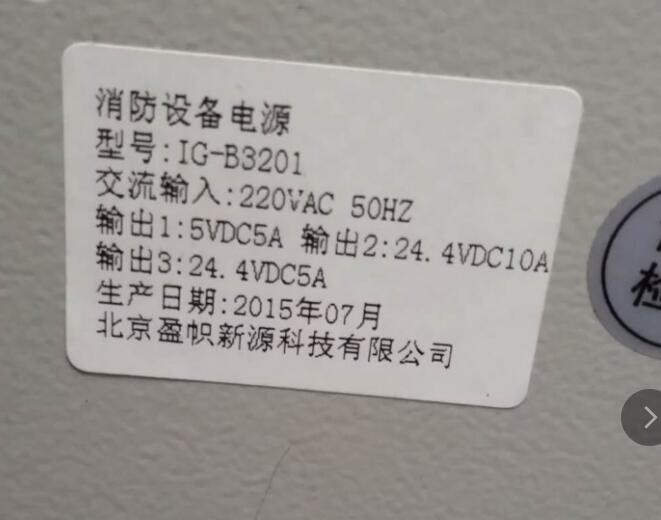 消防设备电源
型号:IG-B3201
交流输入:220VAC 50HZ
输出1:5VDC5A 输出2:24.4VDC10A
输出3:24.4VDC5A
生产日期:2015年07月
北京盈帜新源科技有限公司
检